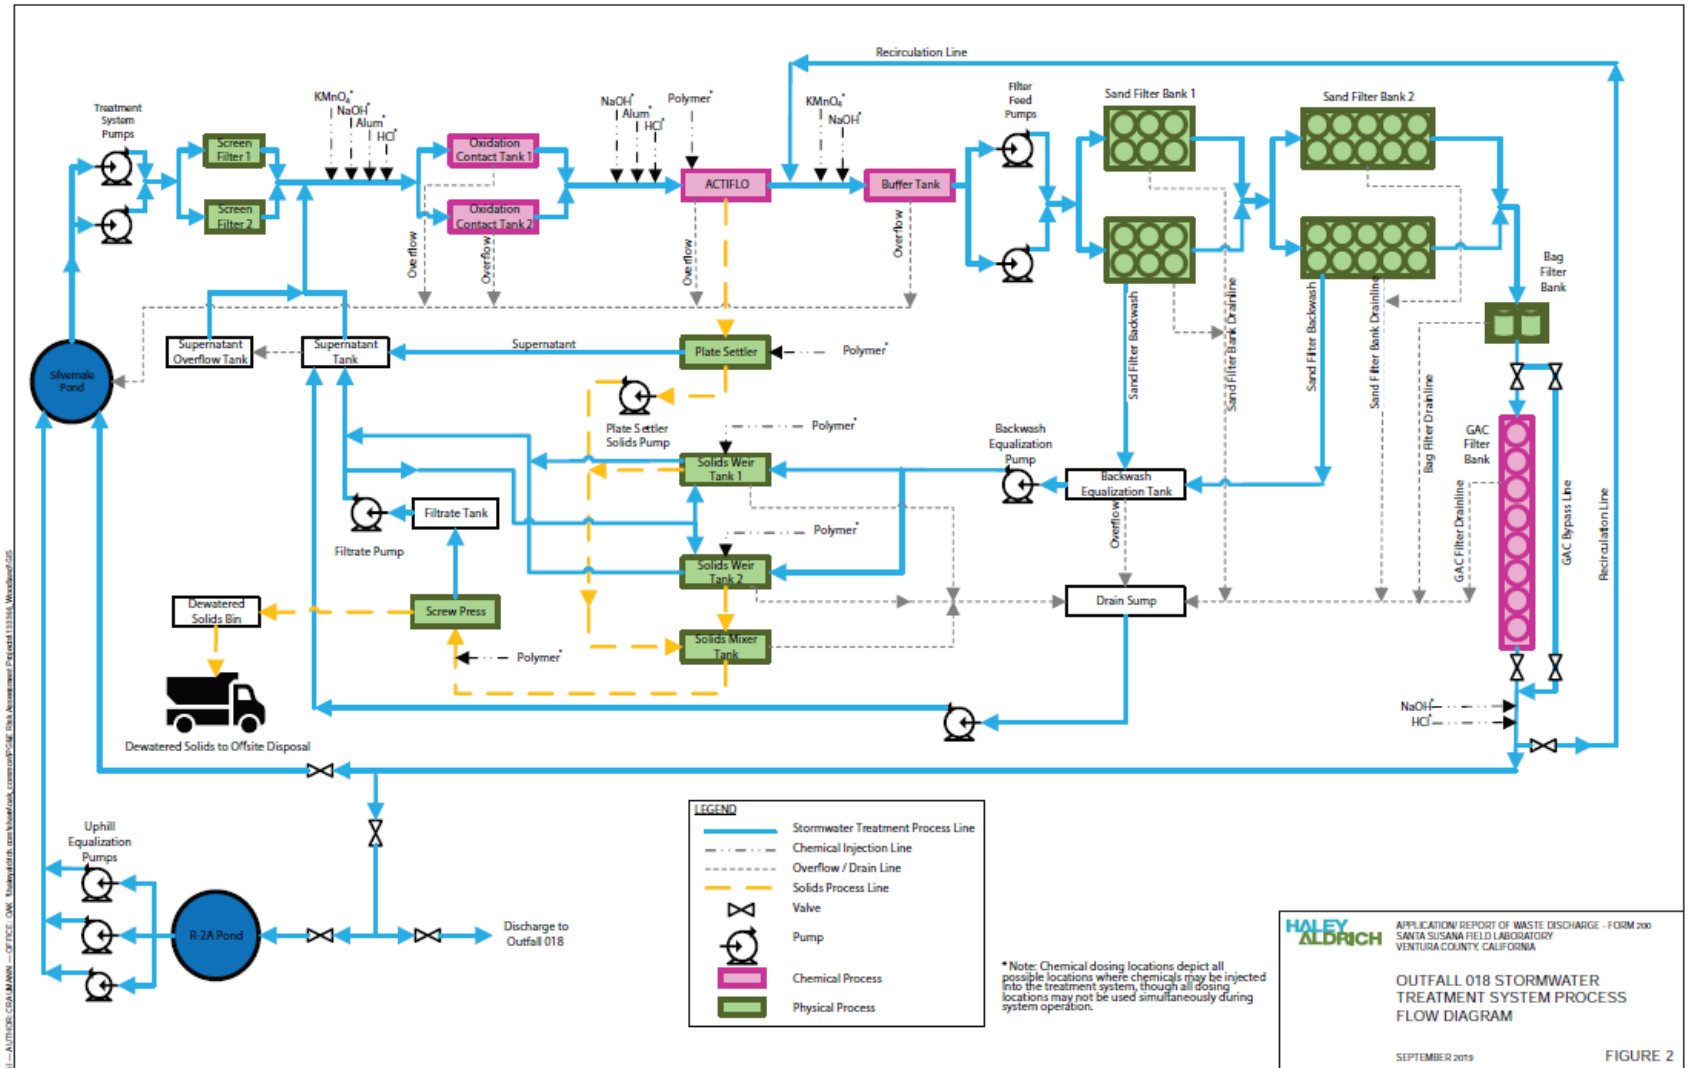 Recirculation Line
Treatment
System
Pumps
Screen
Filter 1
Screen
Filter 2
KMnO4*
NaOH*
Alum*
HCl*
Oxidation
Contact Tank 1
Oxidation
Contact Tank 2
NaOH*
Alum*
HCl*
Polymer*
ACTIFLO
KMnO4*
NaOH*
Buffer Tank
Filter
Feed
Pumps
Sand Filter Bank 1
Sand Filter Bank 2
Bag
Filter
Bank
Overflow
Overflow
Overflow
Overflow
Silvernale
Pond
Supernatant
Overflow Tank
Supernatant
Tank
Supernatant
Plate Settler
Polymer*
Plate Settler
Solids Pump
Polymer*
Solids Weir
Tank 1
Backwash
Equalization
Pump
Backwash
Equalization Tank
Sand Filter Backwash
Sand Filter Bank Drainline
Sand Filter Backwash
Sand Filter Bank Drainline
Bag Filter Drainline
GAC
Filter
Bank
GAC Filter Drainline
GAC Bypass Line
Recirculation Line
Filtrate Tank
Filtrate Pump
Polymer*
Solids Weir
Tank 2
Overflow
Drain Sump
Dewatered
Solids Bin
Screw Press
Solids Mixer
Tank
Polymer*
Dewatered Solids to Offsite Disposal
NaOH*
HCl*
Uphill
Equalization
Pumps
R-2A Pond
Discharge to
Outfall 018
LEGEND
Stormwater Treatment Process Line
Chemical Injection Line
Overflow / Drain Line
Solids Process Line
Valve
Pump
Chemical Process
Physical Process
* Note: Chemical dosing locations depict all
possible locations where chemicals may be injected
into the treatment system, though all dosing
locations may not be used simultaneously during
system operation.
HALEY
ALDRICH
APPLICATION/ REPORT OF WASTE DISCHARGE - FORM 200
SANTA SUSANA FIELD LABORATORY
VENTURA COUNTY, CALIFORNIA
OUTFALL 018 STORMWATER
TREATMENT SYSTEM PROCESS
FLOW DIAGRAM
SEPTEMBER 2019
FIGURE 2